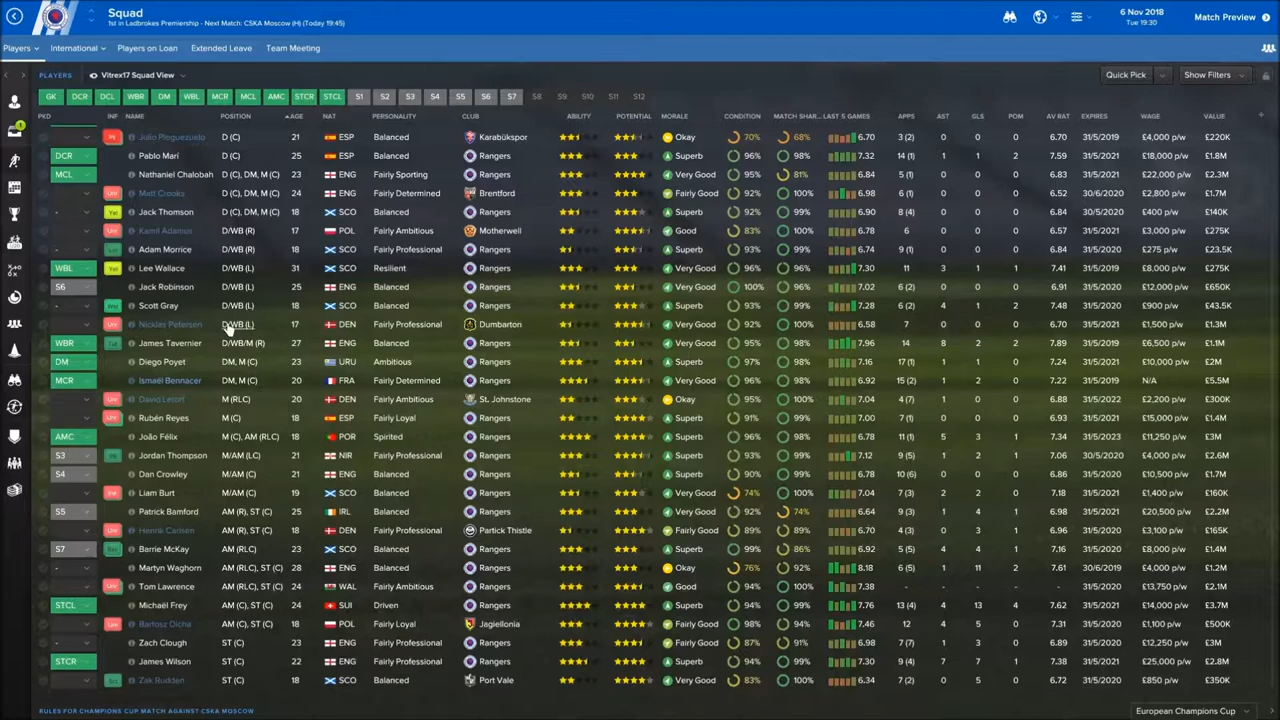 Squad
1st in Ladbrokes Premiership - Next Match: CSKA Moscow (H) (Today 19:45)
6 Nov 2018
Tue 19:30
Match Preview
Players International Players on Loan Extended Leave Team Meeting
PLAYERS Vitrex17 Squad View Quick Pick Show Filters
GK DCR DCL WBR DM WBL MCR MCL AMC STCR STCL S1 S2 S3 S4 S5 S6 S7 S8 S9 S10 S11 S12
PKD INF NAME POSITION AGE NAT PERSONALITY CLUB ABILITY POTENTIAL MORALE CONDITION MATCH SHAR... LAST 5 GAMES APPS AST GLS POM AV RAT EXPIRES WAGE VALUE
Julio Pleguezuelo D (C) 21 ESP Balanced Karabükspor Okay 70% 68% 6.70 3 (2) 0 0 0 6.70 31/5/2019 £4,000 p/w £220K
DCR Pablo Marí D (C) 25 ESP Balanced Rangers Superb 96% 98% 7.32 14 (1) 1 1 2 7.59 31/5/2021 £18,000 p/w £1.8M
MCL Nathaniel Chalobah D (C), DM, M (C) 23 ENG Fairly Sporting Rangers Very Good 95% 81% 6.84 5 (1) 0 0 0 6.83 31/5/2021 £22,000 p/w £2.3M
Matt Crooks D (C), DM, M (C) 24 ENG Fairly Determined Brentford Fairly Good 92% 100% 6.94 6 (1) 0 0 0 6.52 30/6/2020 £2,800 p/w £1.7M
- Jack Thomson D (C), DM, M (C) 18 SCO Balanced Rangers Superb 92% 99% 6.90 8 (4) 0 0 0 6.84 30/5/2020 £400 p/w £140K
Kamil Adamus D/WB (R) 17 POL Fairly Ambitious Motherwell Good 83% 100% 6.58 6 (1) 0 0 0 6.64 31/5/2021 £3,000 p/w £275K
- Adam Morrice D/WB (R) 18 SCO Fairly Professional Rangers Superb 93% 99% 6.74 9 (1) 0 0 0 6.84 31/5/2020 £275 p/w £23.5K
WBL Lee Wallace D/WB (L) 31 SCO Resilient Rangers Very Good 96% 96% 7.30 11 3 1 1 7.41 31/5/2019 £8,000 p/w £275K
S6 Jack Robinson D/WB (L) 25 ENG Balanced Rangers Very Good 100% 96% 7.02 6 (2) 0 0 0 6.91 31/5/2020 £12,000 p/w £650K
- Scott Gray D/WB (L) 18 SCO Balanced Rangers Superb 93% 99% 7.28 6 (2) 4 1 0 7.48 30/5/2019 £900 p/w £43.5K
Nicklas Petersen D/WB (L) 17 DEN Fairly Professional Dumbarton Very Good 92% 100% 6.58 7 0 0 0 6.70 31/5/2019 £1,500 p/w £1.3M
WBR James Tavernier D/WB/M (R) 27 ENG Fairly Professional Rangers Very Good 95% 98% 7.96 14 8 2 2 7.89 31/5/2019 £6,500 p/w £1.1M
DM Diego Poyet DM, M (C) 23 URU Ambitious Rangers Superb 97% 98% 7.16 17 (1) 1 1 0 7.24 31/5/2021 £10,000 p/w £2M
MCR Ismaël Bennacer DM, M (C) 20 FRA Fairly Determined Rangers Very Good 96% 98% 6.92 15 (2) 1 2 0 7.22 31/5/2019 N/A £5.5M
David Letort M (RLC) 20 DEN Fairly Ambitious St. Johnstone Okay 95% 100% 7.04 4 (7) 1 1 0 6.88 31/5/2022 £2,200 p/w £300K
Rubén Reyes M (C) 18 ESP Fairly Loyal Rangers Superb 91% 98% 7.00 7 (1) 1 0 0 6.93 31/5/2021 £15,000 p/w £1.4M
AMC João Félix M (C), AM (RLC) 18 POR Spirited Rangers Superb 96% 98% 6.78 11 (1) 5 3 1 7.34 31/5/2023 £11,250 p/w £3M
S3 Jordan Thompson M/AM (LC) 21 NIR Fairly Professional Rangers Superb 93% 99% 7.12 9 (5) 2 1 0 7.06 30/5/2020 £4,000 p/w £2.6M
S4 Dan Crowley M/AM (C) 21 ENG Balanced Rangers Superb 90% 98% 6.78 10 (6) 0 0 0 6.86 31/5/2021 £10,500 p/w £1.7M
Liam Burt M/AM (C) 19 SCO Balanced Rangers Very Good 74% 100% 7.04 7 (3) 2 2 0 7.18 31/5/2021 £1,400 p/w £160K
S5 Patrick Bamford AM (R), ST (C) 25 IRL Balanced Rangers Very Good 92% 74% 6.64 9 (3) 1 4 1 6.98 31/5/2021 £20,500 p/w £2.2M
Henrik Carlsen AM (R), ST (C) 18 DEN Fairly Professional Partick Thistle Fairly Good 89% 89% 6.70 4 (3) 1 1 0 6.96 31/5/2021 £3,100 p/w £165K
S7 Barrie McKay AM (RLC) 23 SCO Balanced Rangers Superb 99% 86% 6.92 5 (5) 4 4 1 7.16 31/5/2021 £8,000 p/w £1.4M
- Martyn Waghorn AM (RLC), ST (C) 28 ENG Balanced Rangers Okay 76% 92% 8.18 6 (5) 1 11 2 7.81 30/6/2019 £4,000 p/w £1.7M
Tom Lawrence AM (RLC), ST (C) 24 WAL Fairly Ambitious Rangers Good 94% 100% 7.38 - - - - - 31/5/2020 £13,750 p/w £2.1M
STCL Michaël Frey AM (C), ST (C) 24 SUI Driven Rangers Superb 94% 99% 7.76 13 (4) 4 13 4 7.62 31/5/2021 £14,000 p/w £3.7M
Bartosz Olcha AM (C), ST (C) 18 POL Fairly Loyal Jagiellonia Fairly Good 98% 94% 7.46 12 4 5 0 7.31 31/5/2021 £1,100 p/w £500K
- Zach Clough ST (C) 23 ENG Fairly Professional Rangers Fairly Good 87% 91% 6.98 7 (7) 1 3 0 6.89 31/5/2020 £12,250 p/w £3M
STCR James Wilson ST (C) 22 ENG Balanced Rangers Superb 94% 99% 7.30 9 (4) 7 7 1 7.38 31/5/2020 £25,000 p/w £2.8M
Zak Rudden ST (C) 18 SCO Balanced Port Vale Very Good 83% 100% 6.34 7 (4) 0 5 0 6.72 31/5/2020 £850 p/w £350K
RULES FOR CHAMPIONS CUP MATCH AGAINST CSKA MOSCOW European Champions Cup